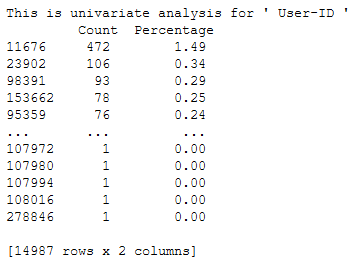 This is univariate analysis for ' User-ID '
Count Percentage
11676 472 1.49
23902 106 0.34
98391 93 0.29
153662 78 0.25
95359 76 0.24
... ... ...
107972 1 0.00
107980 1 0.00
107994 1 0.00
108016 1 0.00
278846 1 0.00
[14987 rows x 2 columns]